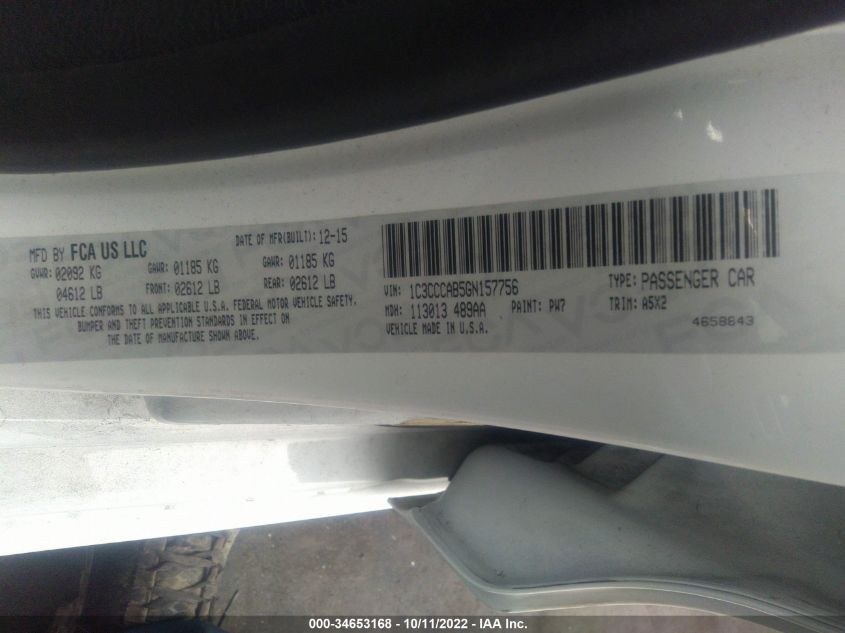 MFD BY FCA US LLC
DATE OF MFR(BUILT): 12-15
GVWR: 02092 KG
GAWR: 01185 KG
GAWR: 01185 KG
04612 LB
FRONT: 02612 LB
REAR: 02612 LB
THIS VEHICLE CONFORMS TO ALL APPLICABLE U.S.A. FEDERAL MOTOR VEHICLE SAFETY,
BUMPER AND THEFT PREVENTION STANDARDS IN EFFECT ON
THE DATE OF MANUFACTURE SHOWN ABOVE.
VIN: 1C3CCCAB5GN157756
TYPE: PASSENGER CAR
MDH: 113013 489AA
PAINT: PW7
TRIM: A5X2
VEHICLE MADE IN U.S.A.
4658643
000-34653168 - 10/11/2022 - IAA Inc.